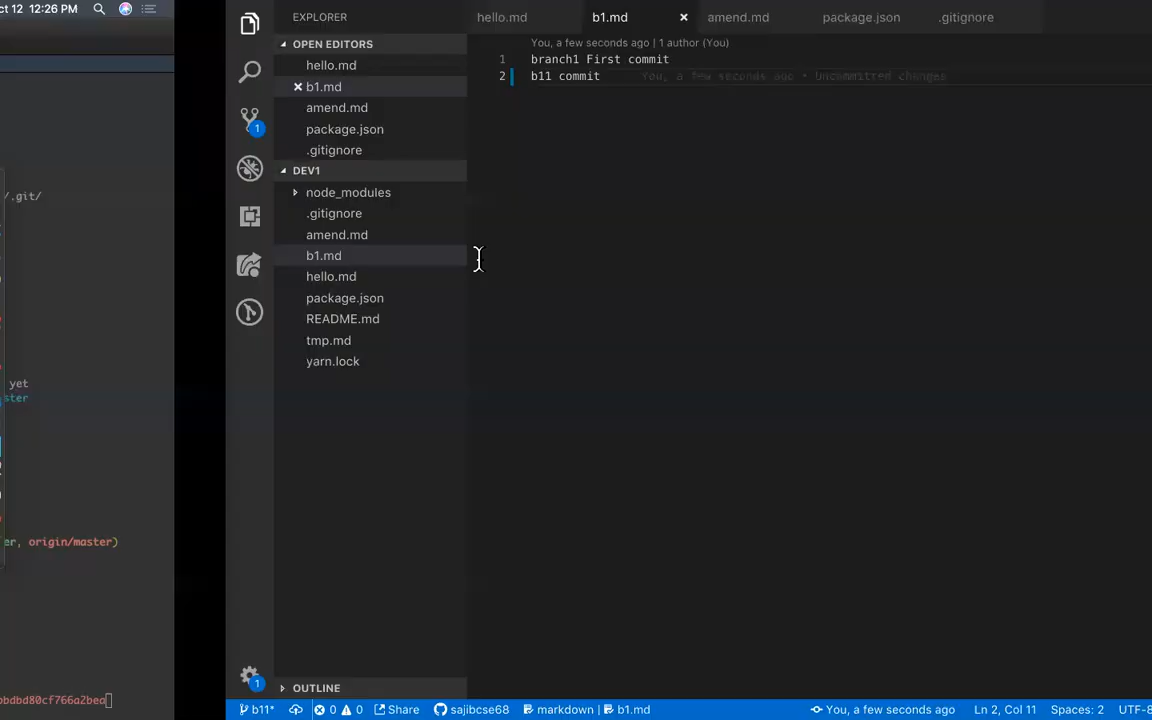 ct 12 12:26 PM
/.git/
yet
ster
er, origin/master)
bdbd80cf766a2bea
EXPLORER
OPEN EDITORS
hello.md
b1.md
amend.md
package.json
.gitignore
DEV1
node_modules
.gitignore
amend.md
b1.md
hello.md
package.json
README.md
tmp.md
yarn.lock
OUTLINE
1
1
hello.md b1.md amend.md package.json .gitignore
You, a few seconds ago | 1 author (You)
1 branch1 First commit
2 b11 commit You, a few seconds ago • Uncommitted changes
b11* 0 0 Share sajibcse68 markdown | b1.md You, a few seconds ago Ln 2, Col 11 Spaces: 2 UTF-8